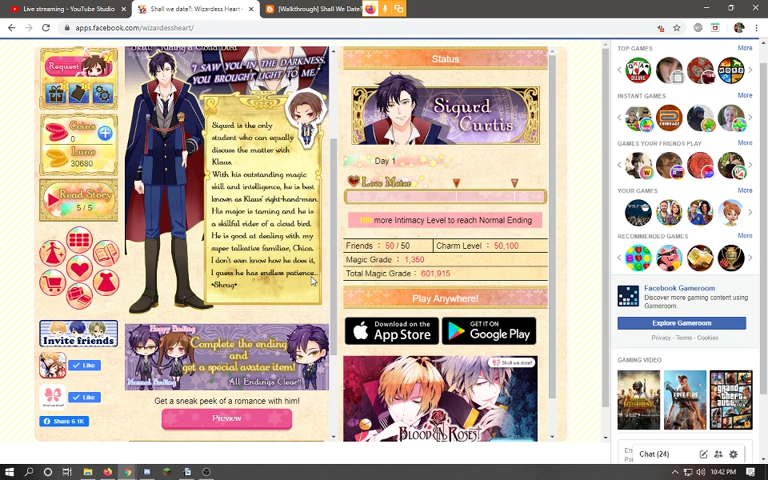 Live streaming - YouTube Studio
Shall we date?: Wizardess Heart
[Walkthrough] Shall We Date?
apps.facebook.com/wizardessheart/
Request
Coins
0
Lune
30680
Read Story
5 / 5
Invite friends
Like
Like
Share 6.1K
"I SAW YOU IN THE DARKNESS.
YOU BROUGHT LIGHT TO ME."
Sigurd is the only
student who can equally
discuss the matter with
Klaus.
With his outstanding magic
skill and intelligence, he is best
known as Klaus' right-hand-man.
His major is taming and he is
a skillful rider of a cloud bird.
He is good at dealing with my
super talkative familiar, Chica.
I don't even know how he does it,
I guess he has endless patience...
*Shrug*
Happy Ending
Normal Ending
Complete the ending
and
get a special avatar item!
All Endings Clear!!
Get a sneak peek of a romance with him!
Preview
Status
Sigurd
Curtis
Day 1
Love Meter
100 more Intimacy Level to reach Normal Ending
Friends : 50 / 50
Charm Level : 50,100
Magic Grade : 1,350
Total Magic Grade : 601,915
Play Anywhere!
Download on the
App Store
GET IT ON
Google Play
Shall we date?
BLOOD IN ROSES
TOP GAMES
More
INSTANT GAMES
More
GAMES YOUR FRIENDS PLAY
More
YOUR GAMES
More
RECOMMENDED GAMES
More
Facebook Gameroom
Discover more gaming content using
Gameroom.
Explore Gameroom
Privacy · Terms · Cookies
GAMING VIDEO
Chat (24)
10:42 PM